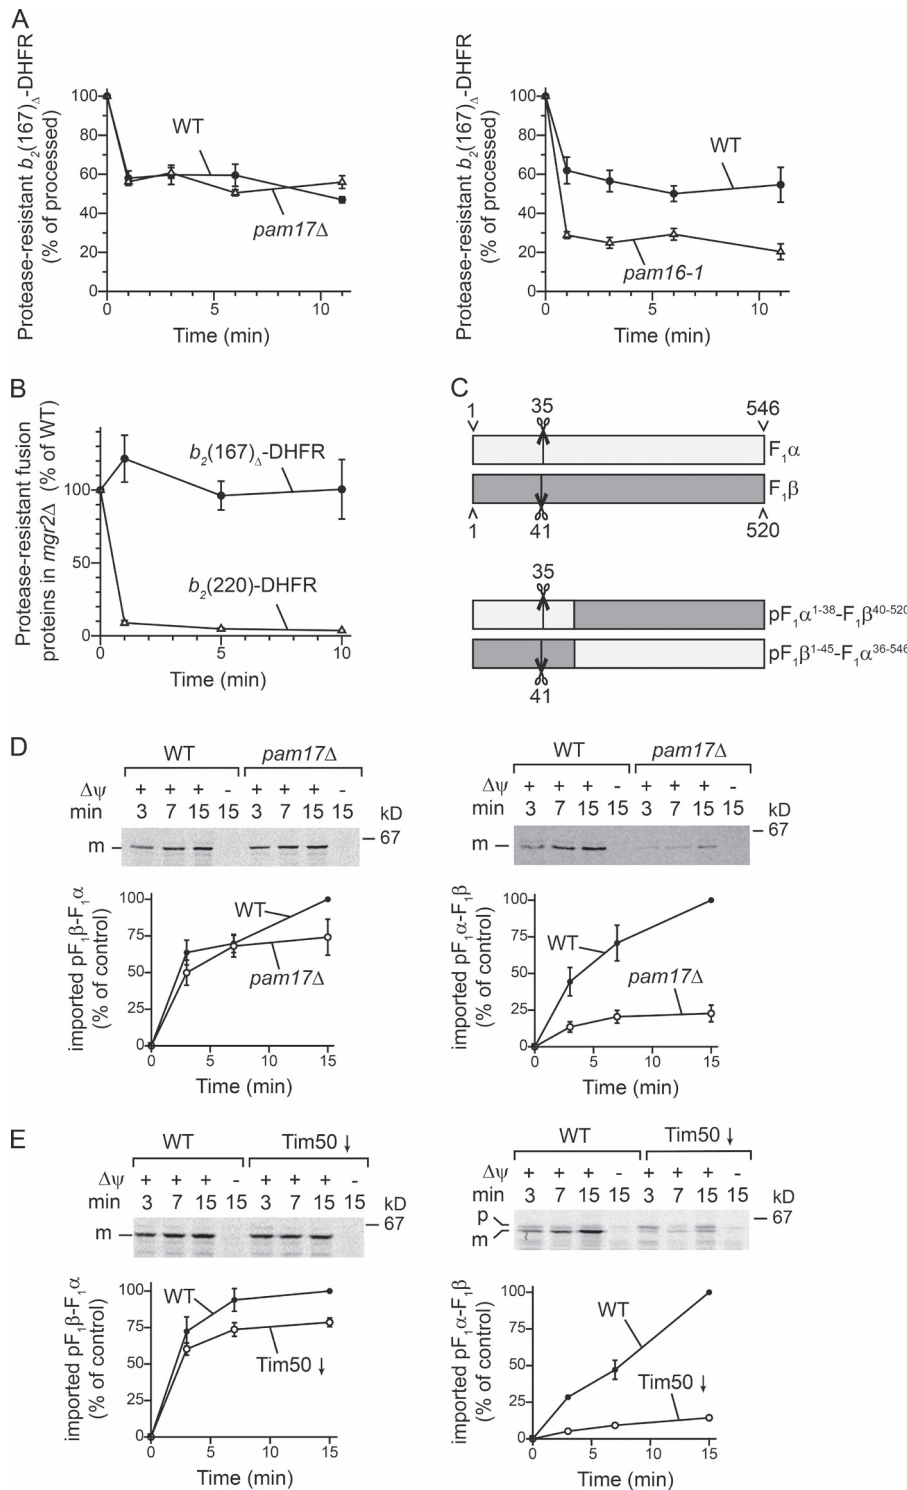 A
Protease-resistant b2(167)Δ-DHFR
(% of processed)
100
80
60
40
20
0
WT
pam17Δ
0 5 10
Time (min)
Protease-resistant b2(167)Δ-DHFR
(% of processed)
100
80
60
40
20
0
WT
pam16-1
0 5 10
Time (min)
B
Protease-resistant fusion
proteins in mgr2Δ (% of WT)
100
50
0
b2(167)Δ-DHFR
b2(220)-DHFR
0 5 10
Time (min)
C
1 35 546
F1α
F1β
1 41 520
35
pF1α1-38-F1β40-520
pF1β1-45-F1α36-546
41
D
WT pam17Δ
Δψ + + + - + + + -
min 3 7 15 15 3 7 15 15 kD
67
m
imported pF1β-F1α
(% of control)
100
75
50
25
0
WT
pam17Δ
0 5 10 15
Time (min)
WT pam17Δ
Δψ + + + - + + + -
min 3 7 15 15 3 7 15 15 kD
67
m
imported pF1α-F1β
(% of control)
100
75
50
25
0
WT
pam17Δ
0 5 10 15
Time (min)
E
WT Tim50 ↓
Δψ + + + - + + + -
min 3 7 15 15 3 7 15 15 kD
67
m
imported pF1β-F1α
(% of control)
100
75
50
25
0
WT
Tim50 ↓
0 5 10 15
Time (min)
WT Tim50 ↓
Δψ + + + - + + + -
min 3 7 15 15 3 7 15 15 kD
67
p
m
imported pF1α-F1β
(% of control)
100
75
50
25
0
WT
Tim50 ↓
0 5 10 15
Time (min)